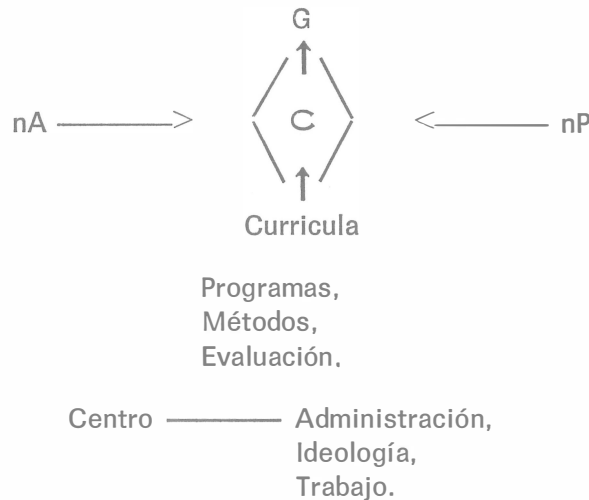 G
nA C nP
Curricula
Programas,
Métodos,
Evaluación.
Centro Administración,
Ideología,
Trabajo.